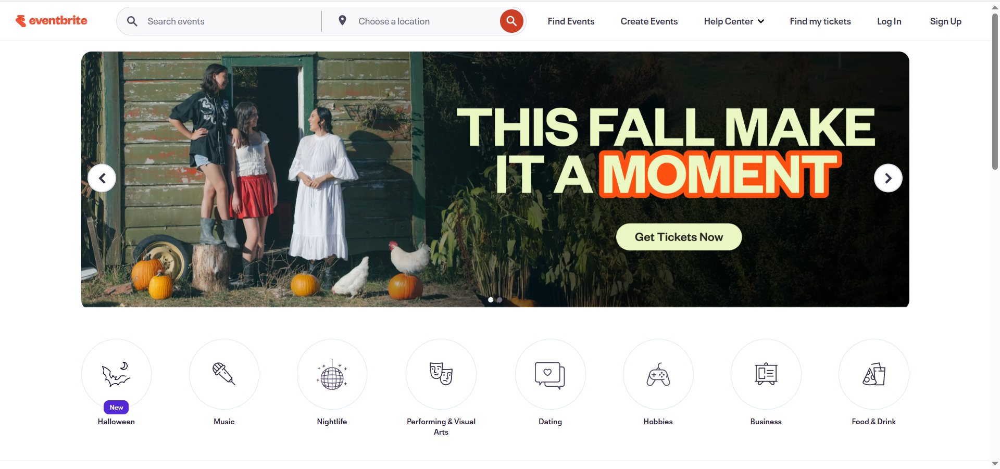 eventbrite
Search events
Choose a location
Find Events
Create Events
Help Center
Find my tickets
Log In
Sign Up
THIS FALL MAKE
IT A MOMENT
Get Tickets Now
New
Halloween
Music
Nightlife
Performing & Visual
Arts
Dating
Hobbies
Business
Food & Drink